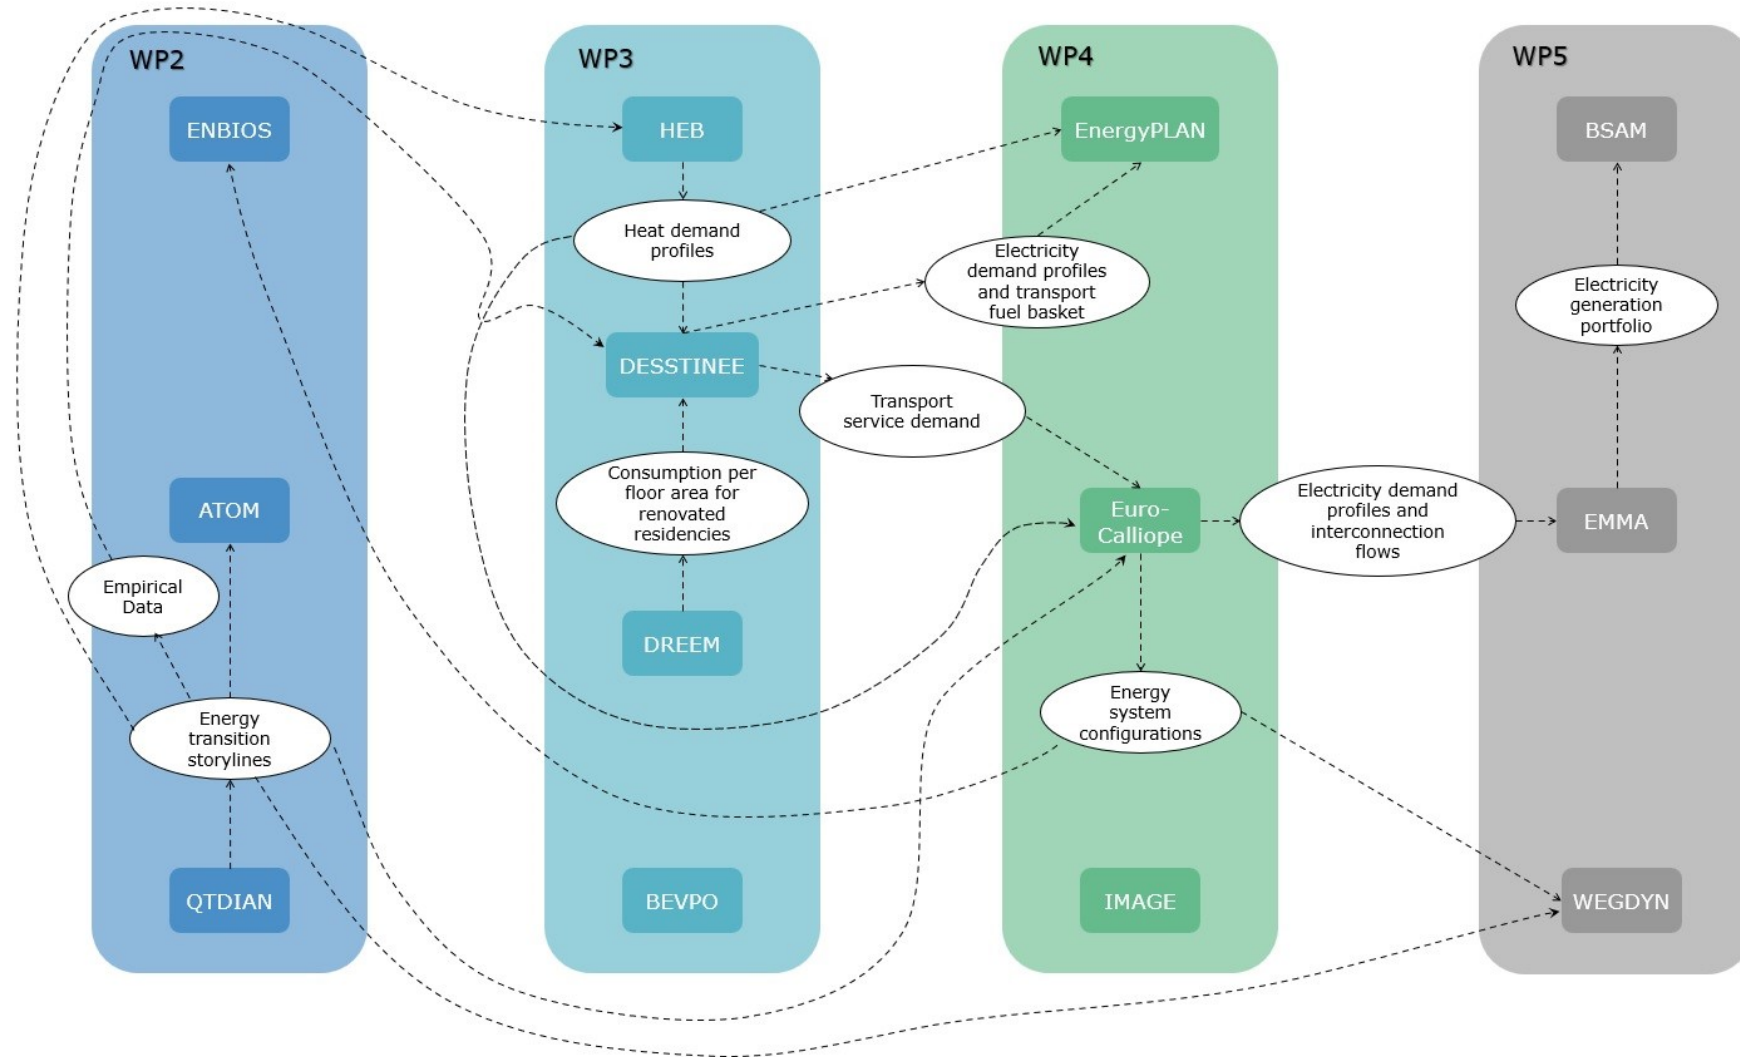 WP2
ENBIOS
ATOM
Empirical
Data
Energy
transition
storylines
QTDIAN
WP3
HEB
Heat demand
profiles
DESSTINEE
Consumption per
floor area for
renovated
residencies
DREEM
BEVPO
WP4
EnergyPLAN
Electricity
demand profiles
and transport
fuel basket
Transport
service demand
Euro-
Calliope
Electricity demand
profiles and
interconnection
flows
Energy
system
configurations
IMAGE
WP5
BSAM
Electricity
generation
portfolio
EMMA
WEGDYN